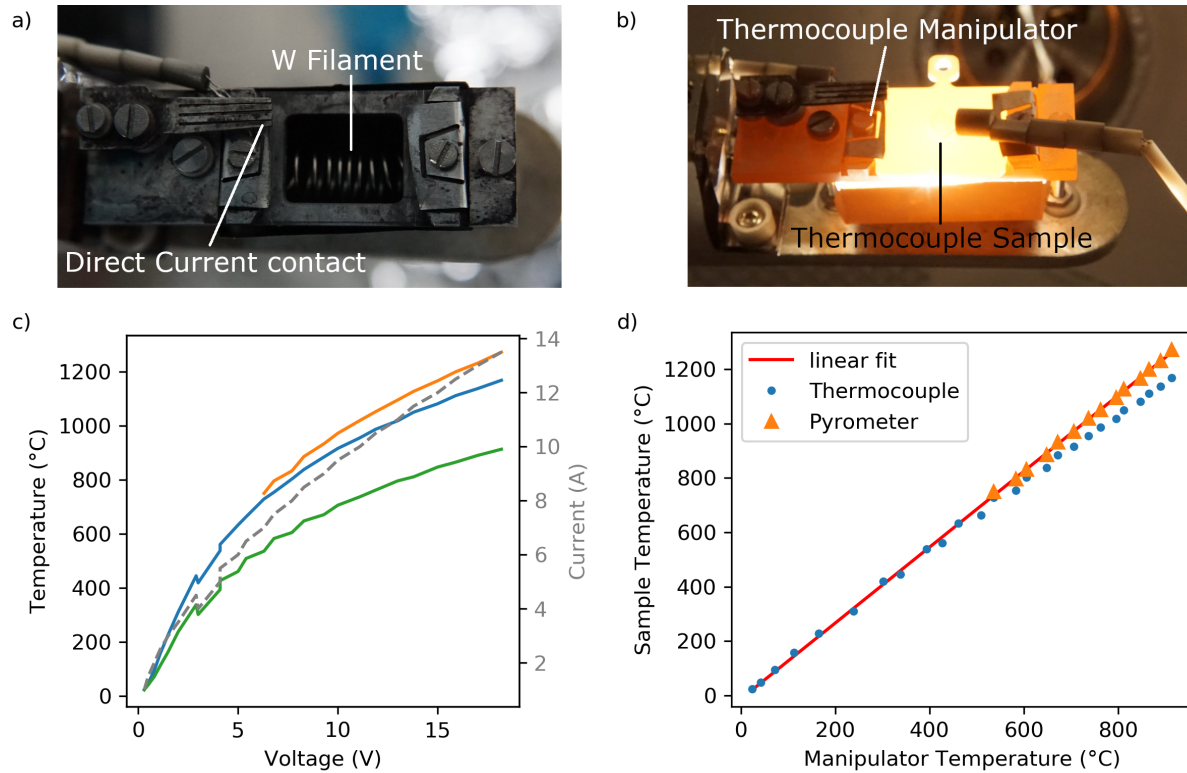 a)
W Filament
Direct Current contact
b)
Thermocouple Manipulator
Thermocouple Sample
c)
1200
1000
800
600
400
200
0
Temperature (°C)
14
12
10
8
6
4
2
Current (A)
0
5
10
15
Voltage (V)
d)
linear fit
Thermocouple
Pyrometer
1200
1000
800
600
400
200
0
Sample Temperature (°C)
0
200
400
600
800
Manipulator Temperature (°C)